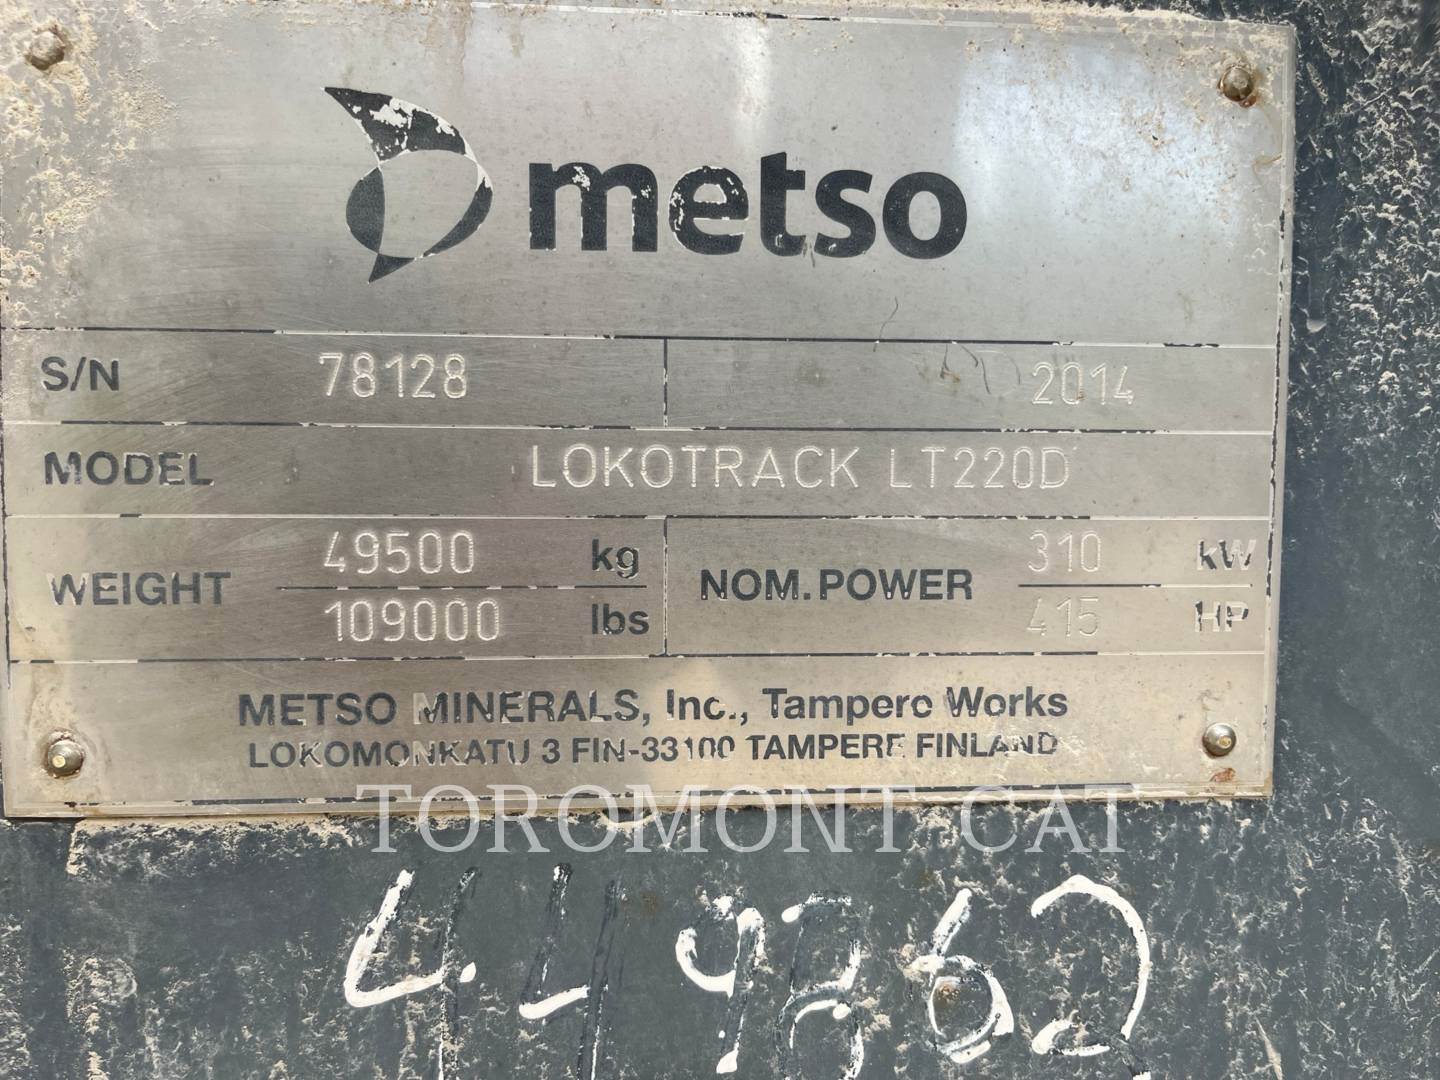 metso
S/N 78128 2014
MODEL LOKOTRACK LT220D
WEIGHT 49500 kg 109000 lbs NOM. POWER 310 kW 415 HP
METSO MINERALS, Inc., Tampere Works
LOKOMONKATU 3 FIN-33100 TAMPERE FINLAND
TOROMONT CAT
449862